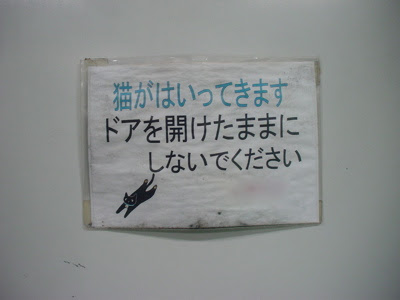 猫がはいってきます
ドアを開けたままに
しないでください